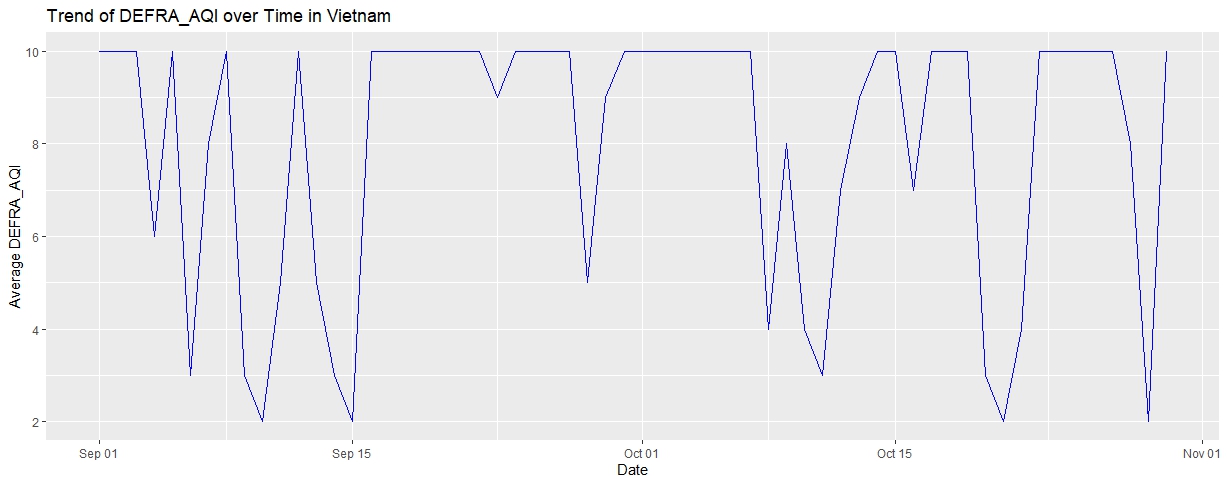 Trend of DEFRA_AQI over Time in Vietnam
Average DEFRA_AQI
10
8
6
4
2
Sep 01
Sep 15
Oct 01
Oct 15
Nov 01
Date